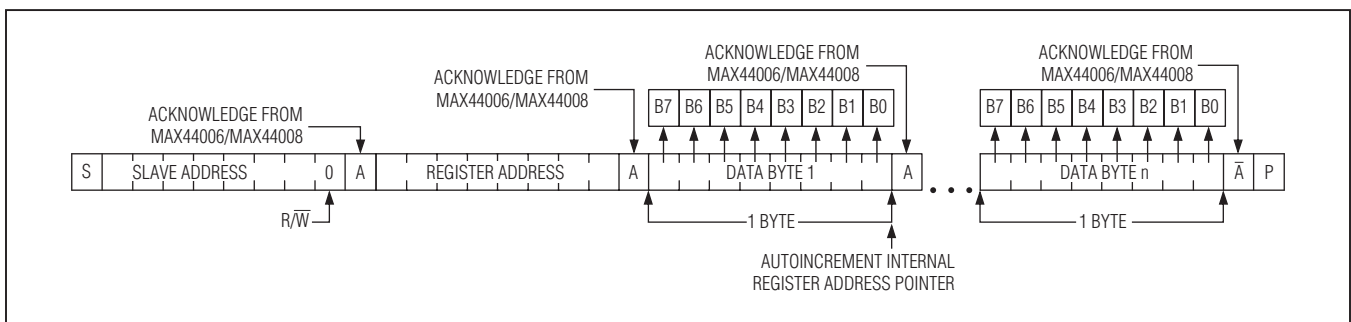 ACKNOWLEDGE FROM
MAX44006/MAX44008
ACKNOWLEDGE FROM
MAX44006/MAX44008
ACKNOWLEDGE FROM
MAX44006/MAX44008
ACKNOWLEDGE FROM
MAX44006/MAX44008
B7 B6 B5 B4 B3 B2 B1 B0
B7 B6 B5 B4 B3 B2 B1 B0
S SLAVE ADDRESS 0 A REGISTER ADDRESS A DATA BYTE 1 A ... DATA BYTE n A̅ P
R/W̅
1 BYTE
1 BYTE
AUTOINCREMENT INTERNAL
REGISTER ADDRESS POINTER